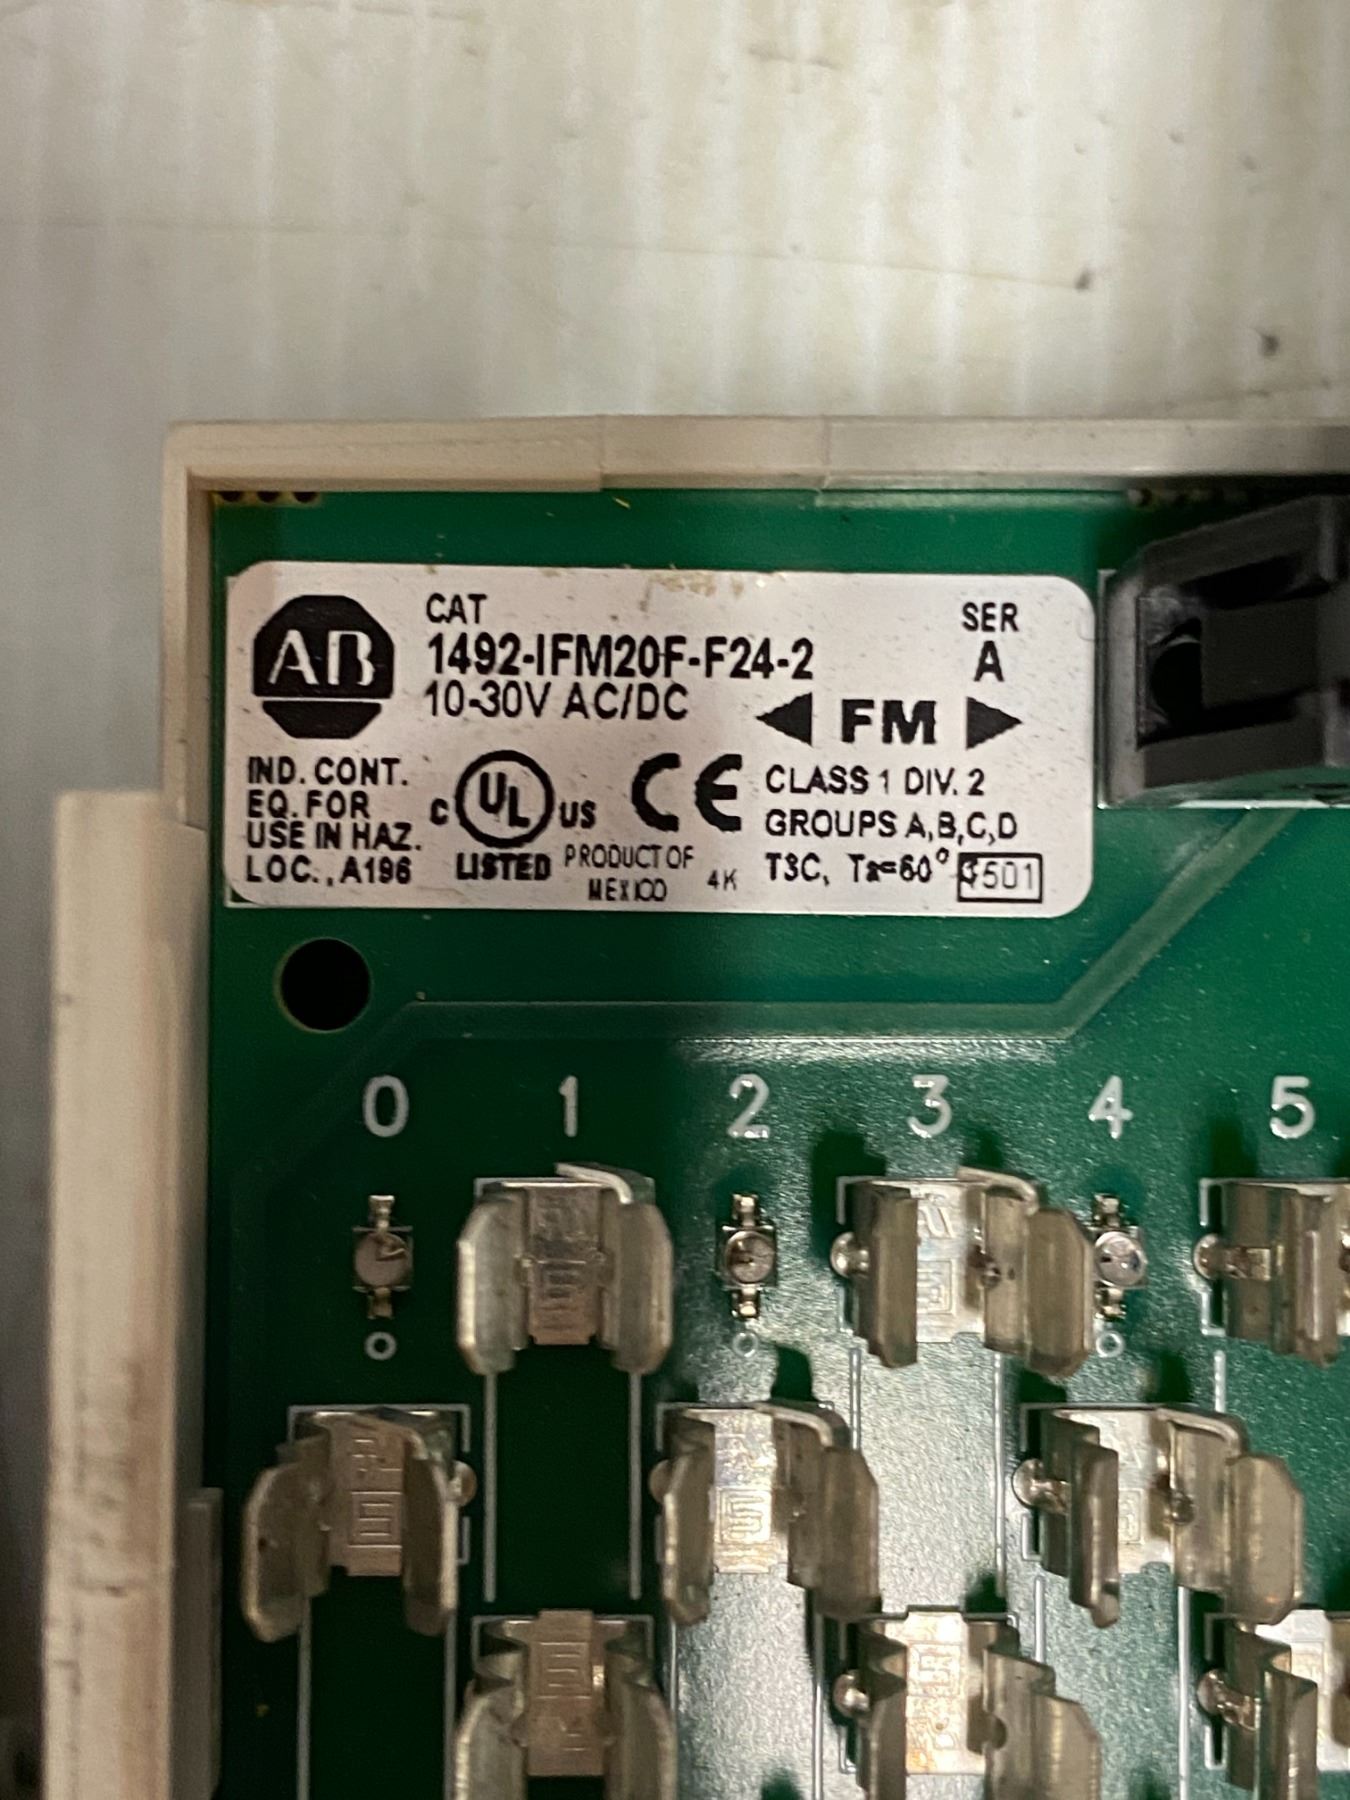 AB
CAT
1492-IFM20F-F24-2
10-30V AC/DC
SER
A
FM
IND. CONT.
EQ. FOR
USE IN HAZ.
LOC., A196
C UL US
LISTED
CE
PRODUCT OF
MEXICO
4K
CLASS 1 DIV. 2
GROUPS A,B,C,D
T3C, Ta=60°
0 1 2 3 4 5